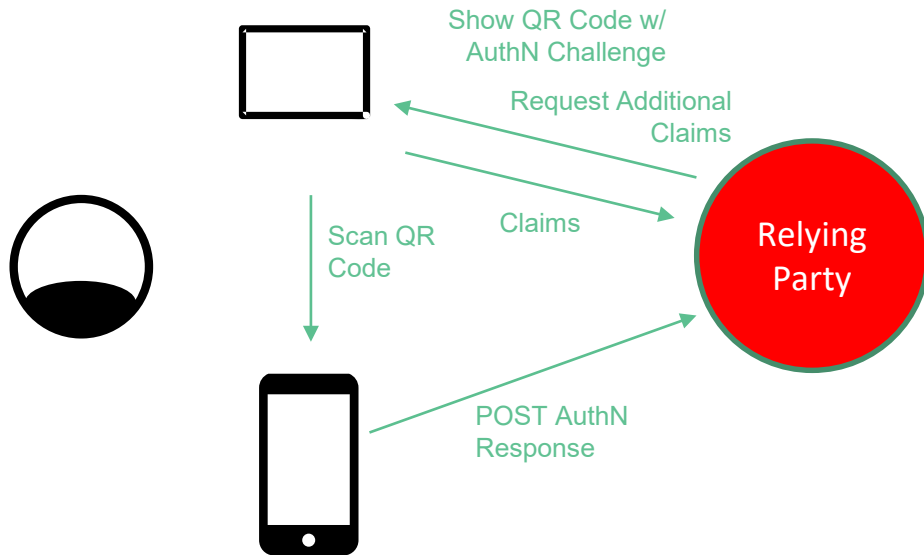 Show QR Code w/
AuthN Challenge
Request Additional
Claims
Claims
Scan QR
Code
Relying
Party
POST AuthN
Response